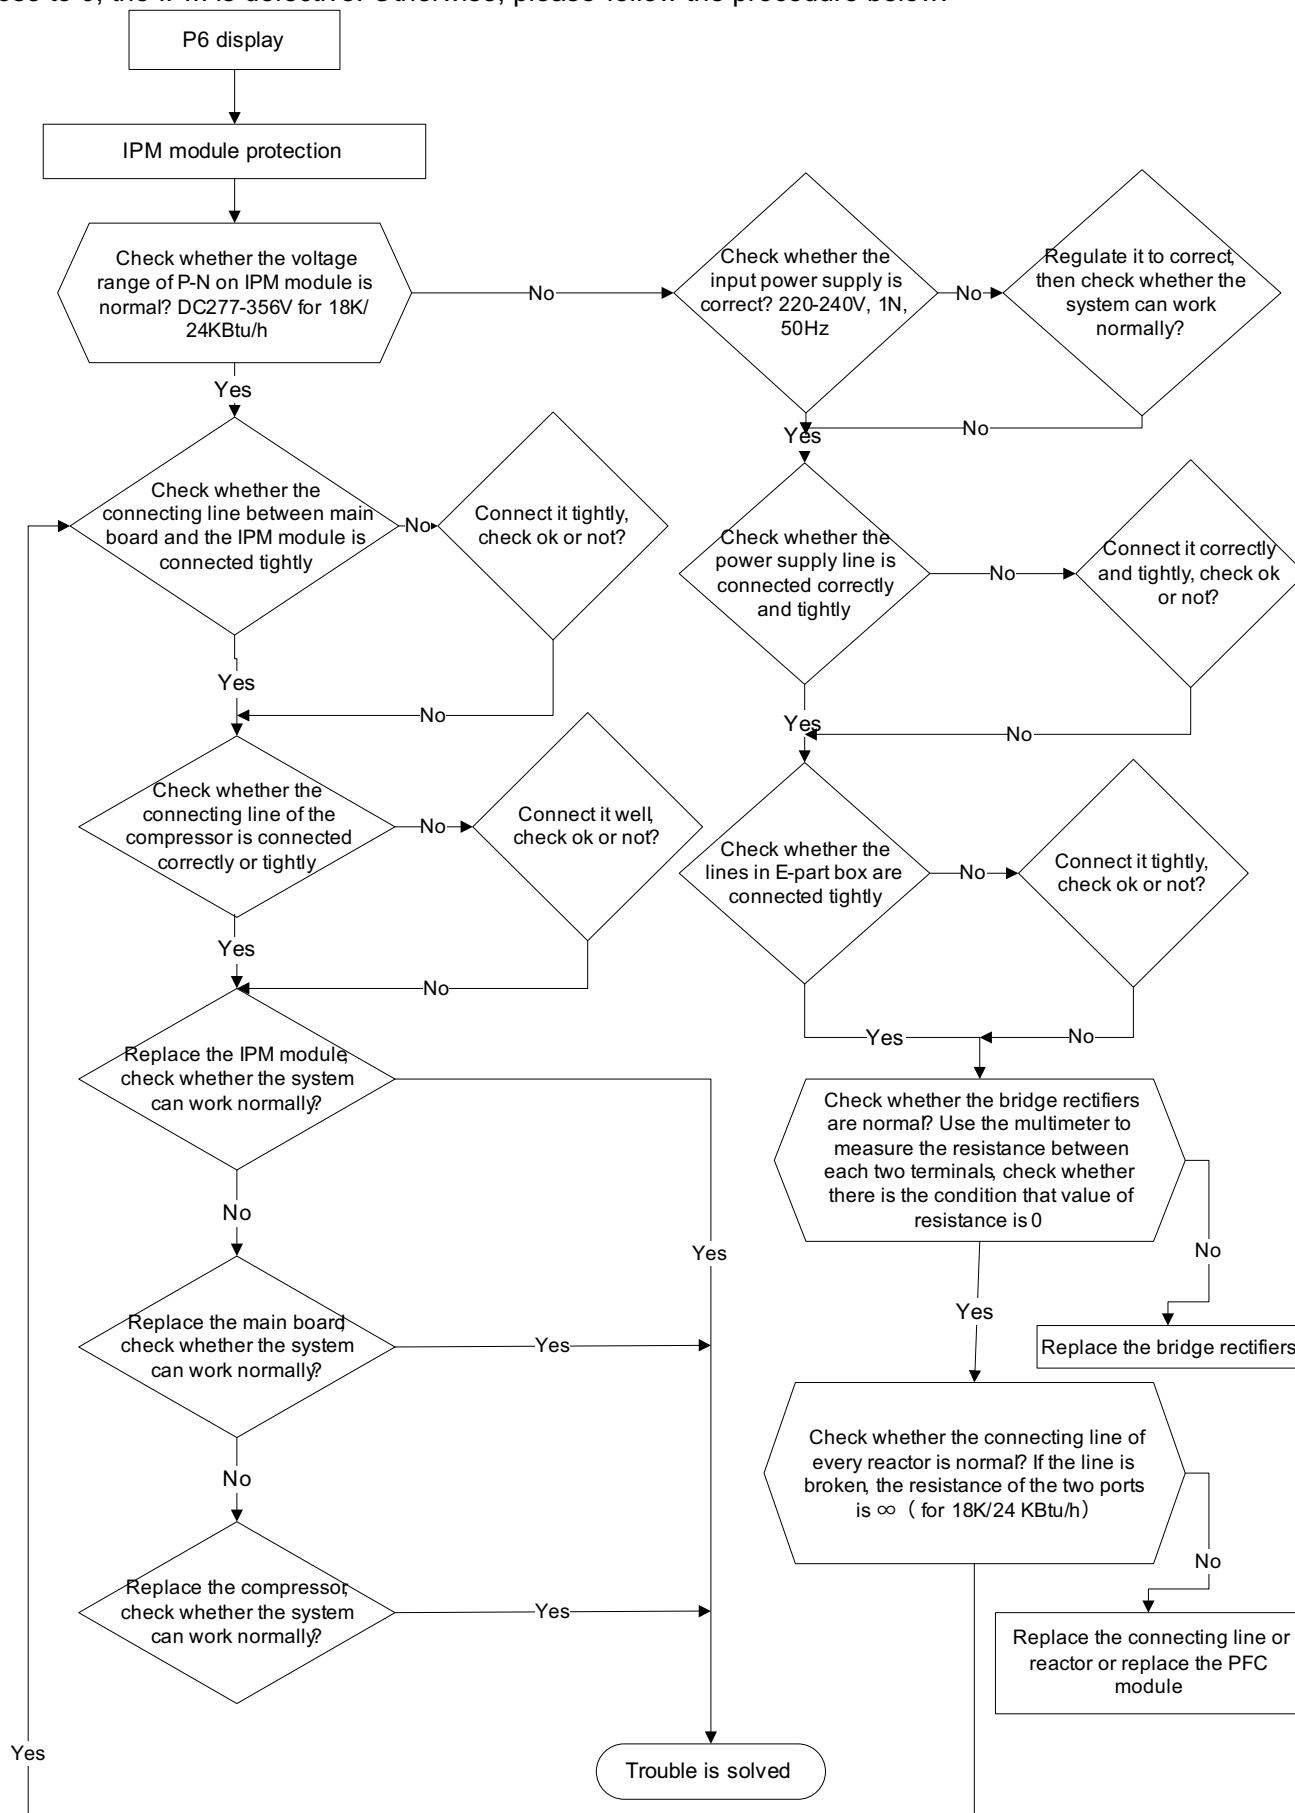 P6 display
IPM module protection
Check whether the voltage
range of P-N on IPM module is
normal? DC277-356V for 18K/
24KBtu/h
No
Check whether the
input power supply is
correct? 220-240V, 1N,
50Hz
No
Regulate it to correct,
then check whether the
system can work
normally?
Yes
No
Yes
Check whether the
connecting line between main
board and the IPM module is
connected tightly
No
Connect it tightly,
check ok or not?
Check whether the
power supply line is
connected correctly
and tightly
No
Connect it correctly
and tightly, check ok
or not?
Yes
No
Yes
No
Check whether the
connecting line of the
compressor is connected
correctly or tightly
No
Connect it well,
check ok or not?
Check whether the
lines in E-part box are
connected tightly
No
Connect it tightly,
check ok or not?
Yes
No
Yes
No
Replace the IPM module,
check whether the system
can work normally?
Check whether the bridge rectifiers
are normal? Use the multimeter to
measure the resistance between
each two terminals, check whether
there is the condition that value of
resistance is 0
No
Yes
No
Yes
Replace the main board,
check whether the system
can work normally?
Yes
Replace the bridge rectifiers
Check whether the connecting line of
every reactor is normal? If the line is
broken, the resistance of the two ports
is ∞ ( for 18K/24 KBtu/h)
No
No
Replace the compressor,
check whether the system
can work normally?
Yes
Replace the connecting line or
reactor or replace the PFC
module
Yes
Trouble is solved